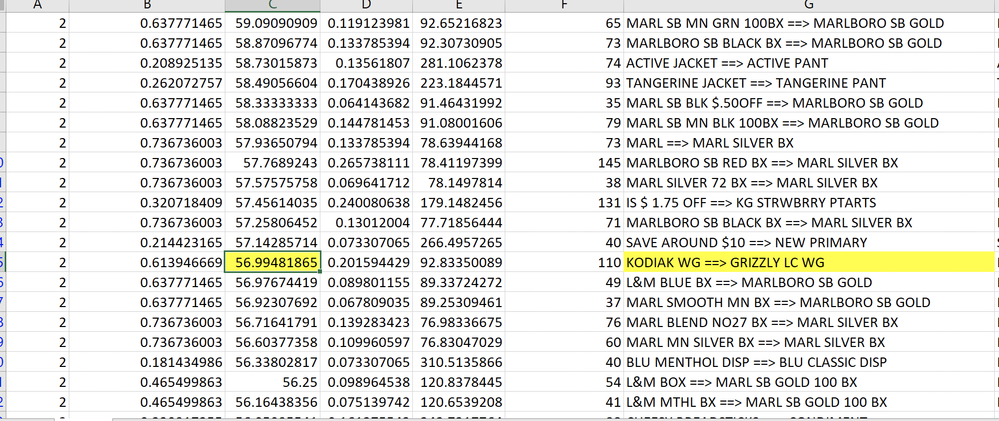 A B C D E F G
2 0.637771465 59.09090909 0.119123981 92.65216823 65 MARL SB MN GRN 100BX ==> MARLBORO SB GOLD
2 0.637771465 58.87096774 0.133785394 92.30730905 73 MARLBORO SB BLACK BX ==> MARLBORO SB GOLD
2 0.208925135 58.73015873 0.13561807 281.1062378 74 ACTIVE JACKET ==> ACTIVE PANT
2 0.262072757 58.49056604 0.170438926 223.1844571 93 TANGERINE JACKET ==> TANGERINE PANT
2 0.637771465 58.33333333 0.064143682 91.46431992 35 MARL SB BLK $.50OFF ==> MARLBORO SB GOLD
2 0.637771465 58.08823529 0.144781453 91.08001606 79 MARL SB MN BLK 100BX ==> MARLBORO SB GOLD
2 0.736736003 57.93650794 0.133785394 78.63944168 73 MARL ==> MARL SILVER BX
2 0.736736003 57.7689243 0.265738111 78.41197399 145 MARLBORO SB RED BX ==> MARL SILVER BX
2 0.736736003 57.57575758 0.069641712 78.1497814 38 MARL SILVER 72 BX ==> MARL SILVER BX
2 0.320718409 57.45614035 0.240080638 179.1482456 131 IS $ 1.75 OFF ==> KG STRWBRRY PTARTS
2 0.736736003 57.25806452 0.13012004 77.71856444 71 MARLBORO SB BLACK BX ==> MARL SILVER BX
2 0.214423165 57.14285714 0.073307065 266.4957265 40 SAVE AROUND $10 ==> NEW PRIMARY
2 0.613946669 56.99481865 0.201594429 92.83350089 110 KODIAK WG ==> GRIZZLY LC WG
2 0.637771465 56.97674419 0.089801155 89.33724272 49 L&M BLUE BX ==> MARLBORO SB GOLD
2 0.637771465 56.92307692 0.067809035 89.25309461 37 MARL SMOOTH MN BX ==> MARLBORO SB GOLD
2 0.736736003 56.71641791 0.139283423 76.98336675 76 MARL BLEND NO27 BX ==> MARL SILVER BX
2 0.736736003 56.60377358 0.109960597 76.83047029 60 MARL MN SILVER BX ==> MARL SILVER BX
2 0.181434986 56.33802817 0.073307065 310.5135866 40 BLU MENTHOL DISP ==> BLU CLASSIC DISP
2 0.465499863 56.25 0.098964538 120.8378445 54 L&M BOX ==> MARL SB GOLD 100 BX
2 0.465499863 56.16438356 0.075139742 120.6539208 41 L&M MTHL BX ==> MARL SB GOLD 100 BX